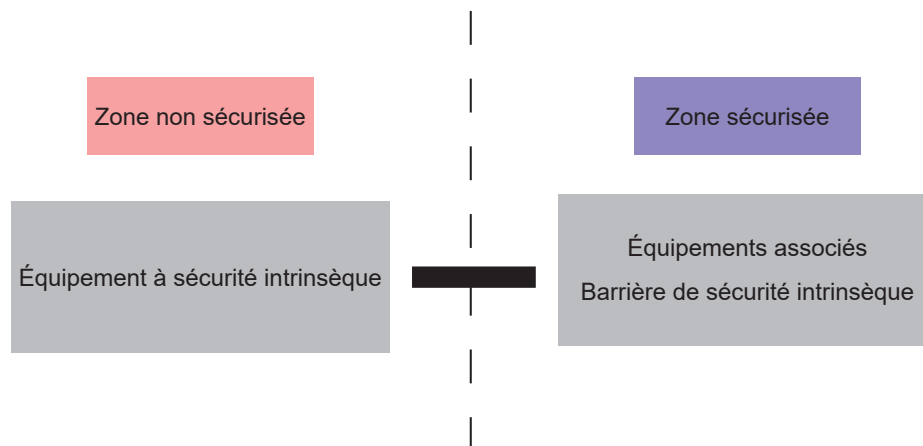 Zone non sécurisée
Zone sécurisée
Équipement à sécurité intrinsèque
Équipements associés
Barrière de sécurité intrinsèque